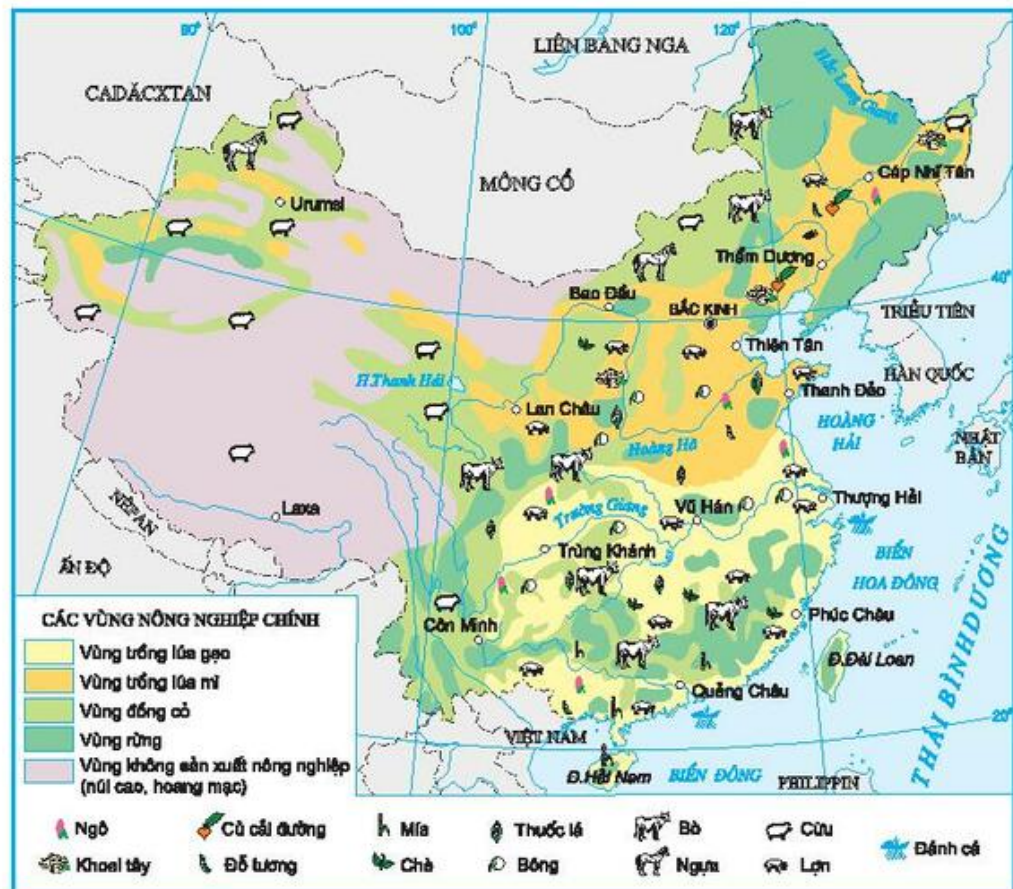 80°
100°
120°
LIÊN BANG NGA
CADĂCXTAN
Hắc Long Giang
MÔNG CỔ
Cáp Nhĩ Tân
Urumsi
Thẩm Dương
40°
Bao Đầu
BẮC KINH
TRIỀU TIÊN
Thiên Tân
H.Thanh Hải
HÀN QUỐC
Thanh Đảo
Lan Châu
HOÀNG
HẢI
NHẬT
BẢN
Hoàng Hà
NÊPAN
Laxa
Trường Giang
Vũ Hán
Thượng Hải
Trùng Khánh
BIỂN
HOA ĐÔNG
ẤN ĐỘ
Côn Minh
Phúc Châu
Đ.Đài Loan
THÁI BÌNH DƯƠNG
Quảng Châu
VIỆT NAM
20°
Đ.Hải Nam
BIỂN ĐÔNG
PHILIPPIN
CÁC VÙNG NÔNG NGHIỆP CHÍNH
Vùng trồng lúa gạo
Vùng trồng lúa mì
Vùng đồng cỏ
Vùng rừng
Vùng không sản xuất nông nghiệp
(núi cao, hoang mạc)
Ngô
Củ cải đường
Mía
Thuốc lá
Bò
Cừu
Khoai tây
Đỗ tương
Chè
Bông
Ngựa
Lợn
Đánh cá